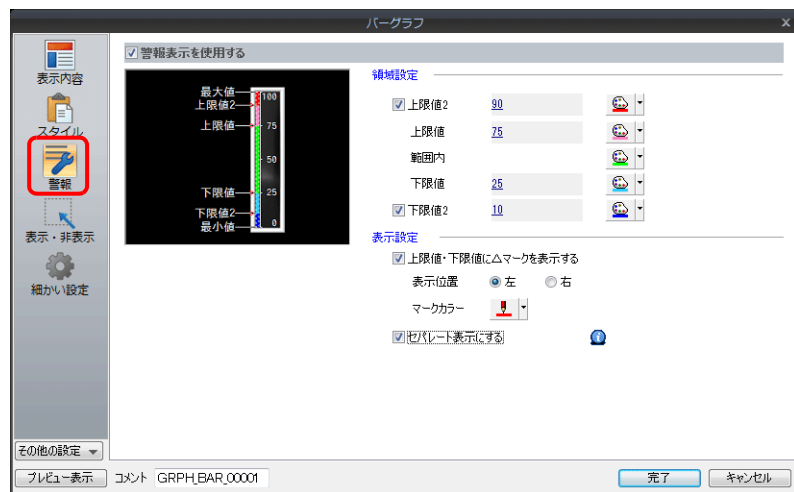 バーグラフ
x
表示内容
スタイル
警報
表示・非表示
細かい設定
その他の設定
警報表示を使用する
最大値
上限値2
上限値
下限値
下限値2
最小値
100
75
50
25
0
領域設定
上限値2 90
上限値 75
範囲内
下限値 25
下限値2 10
表示設定
上限値・下限値に△マークを表示する
表示位置 左 右
マークカラー
セパレート表示にする
プレビュー表示 コメント GRPH_BAR_00001 完了 キャンセル